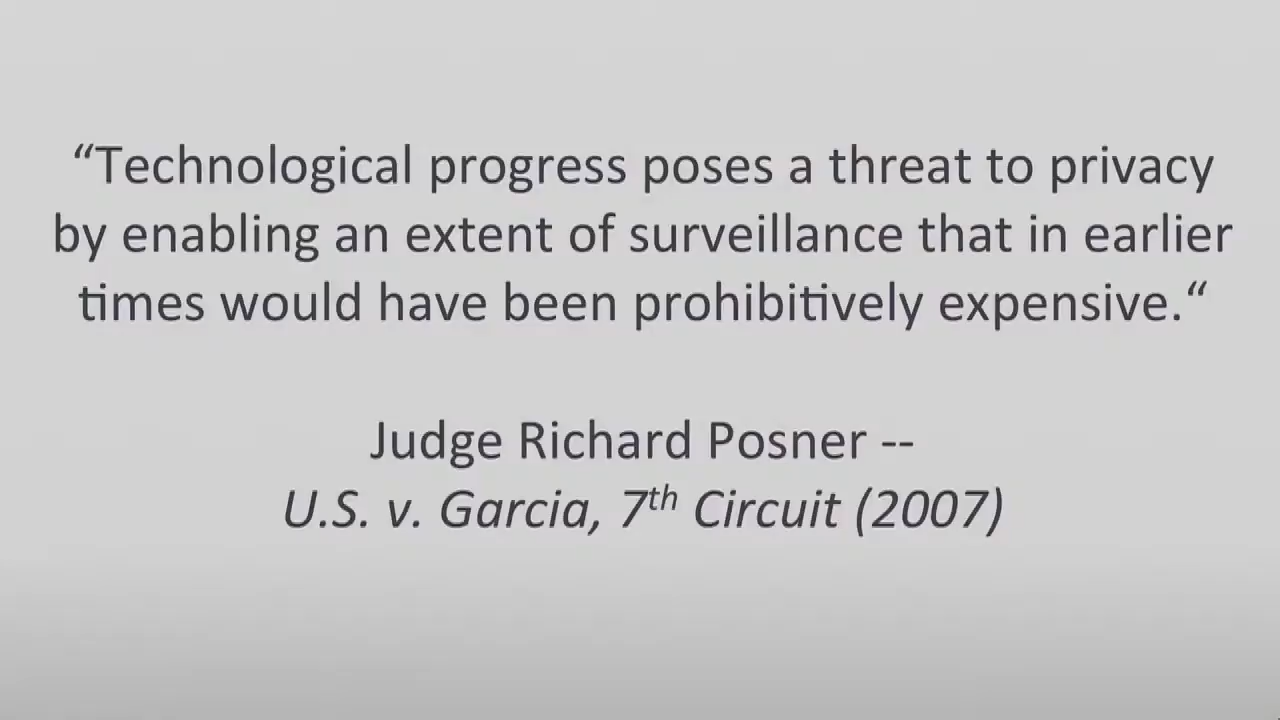 “Technological progress poses a threat to privacy
by enabling an extent of surveillance that in earlier
times would have been prohibitively expensive.“
Judge Richard Posner --
U.S. v. Garcia, 7th Circuit (2007)